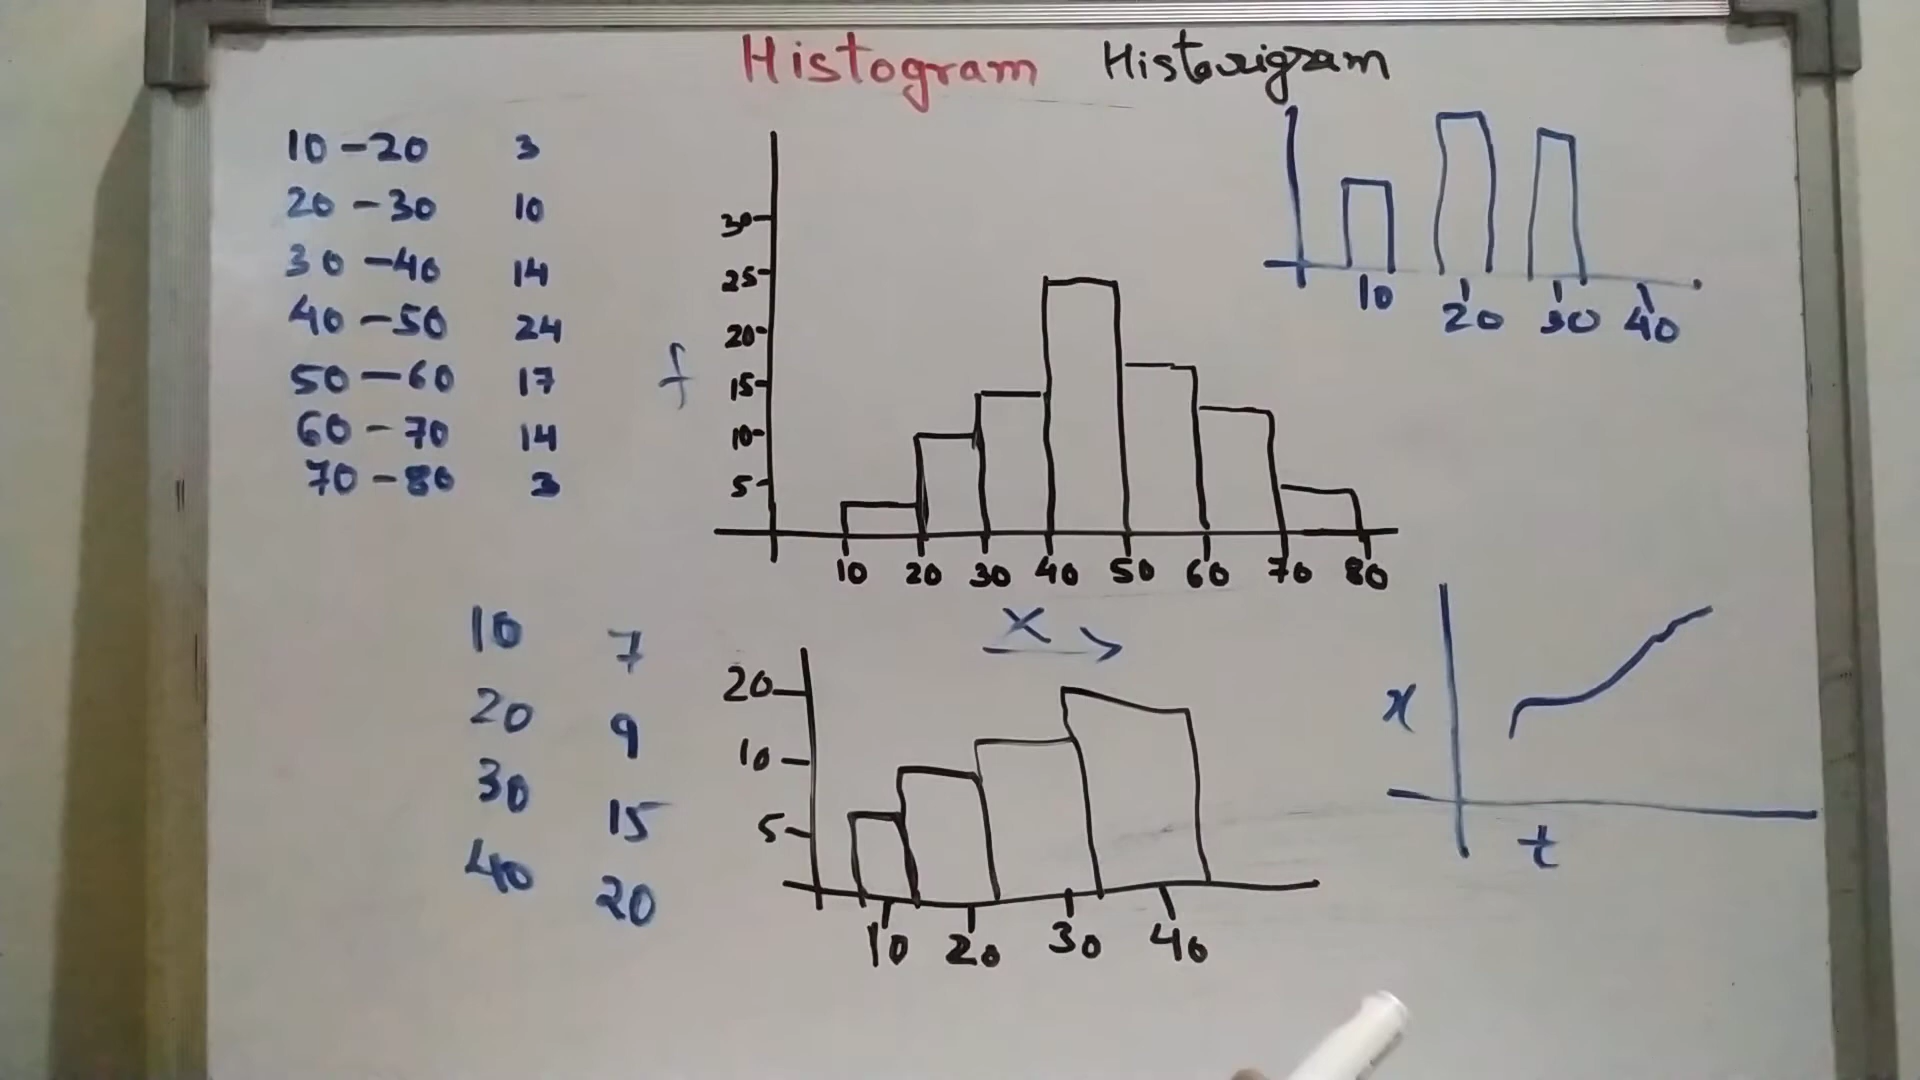 Histogram Historigram
10-20 3
20-30 10
30-40 14
40-50 24
50-60 17
60-70 14
70-80 3
f
30
25
20
15
10
5
10 20 30 40 50 60 70 80
X
10 20 30 40
10 7
20 9
30 15
40 20
20
10
5
10 20 30 40
x
t